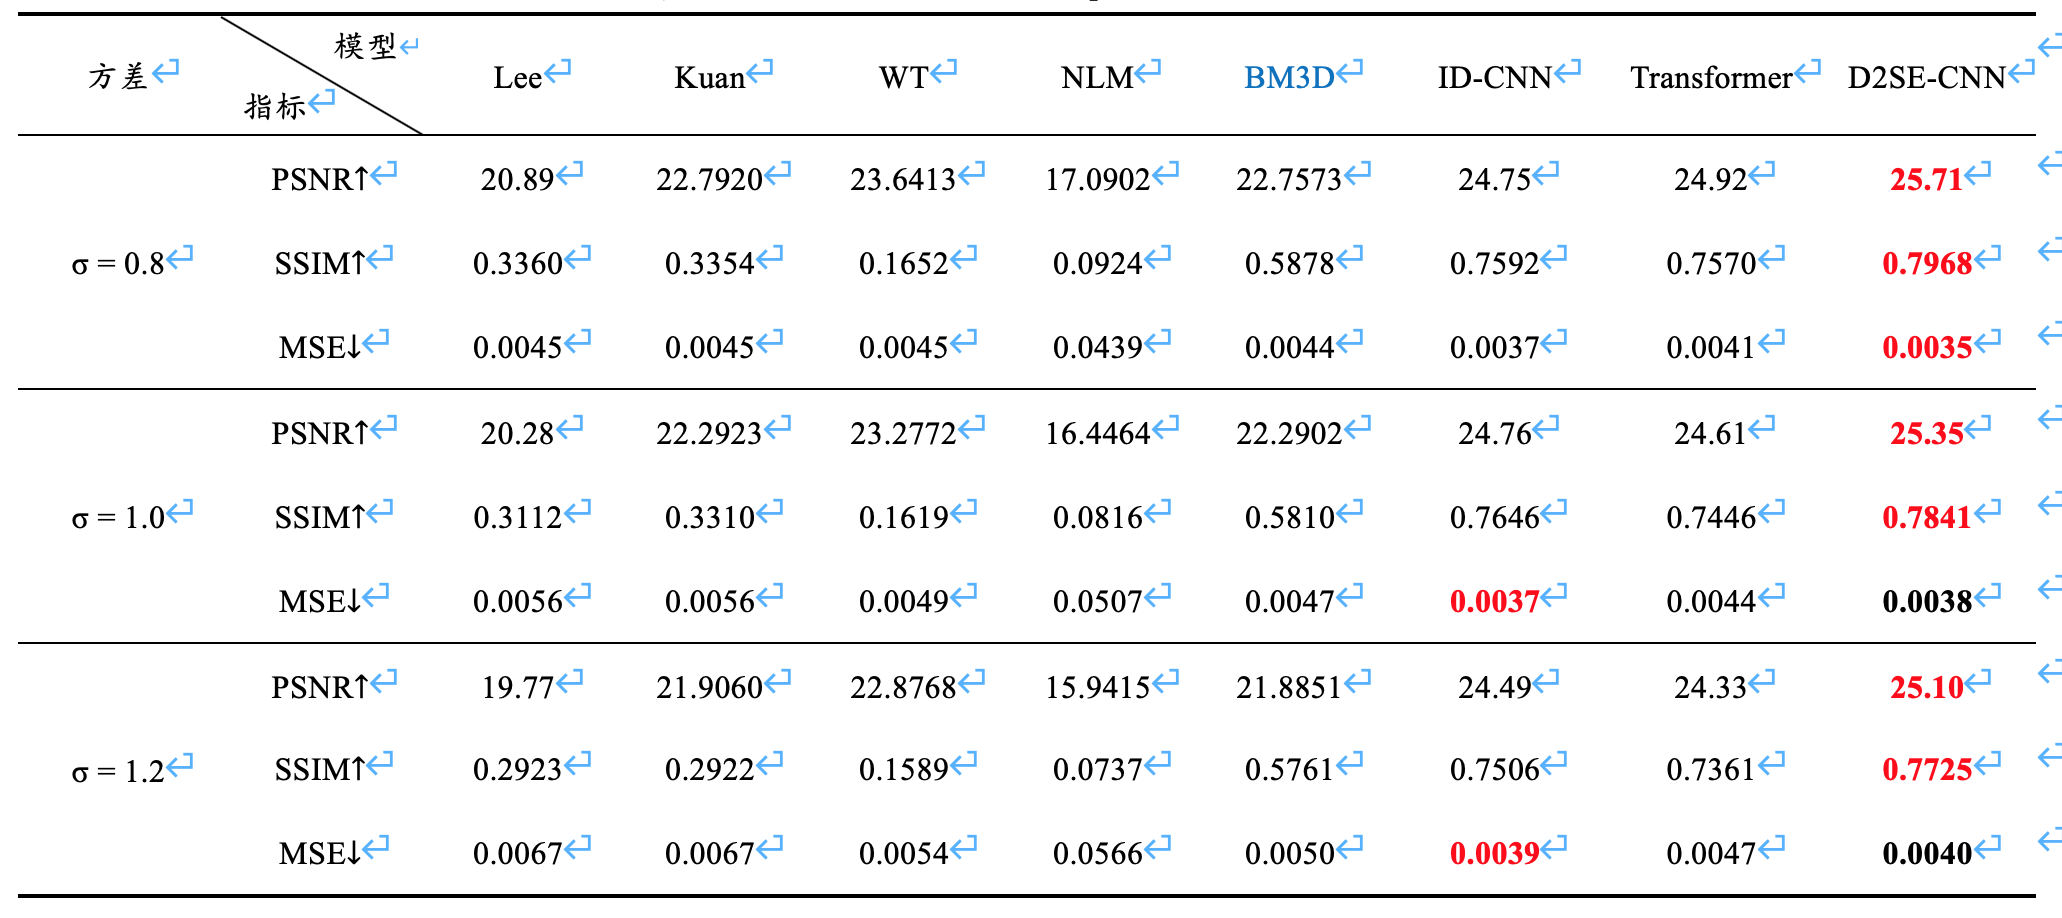 模型
方差 Lee Kuan WT NLM BM3D ID-CNN Transformer D2SE-CNN
指标
PSNR↑ 20.89 22.7920 23.6413 17.0902 22.7573 24.75 24.92 25.71
σ = 0.8 SSIM↑ 0.3360 0.3354 0.1652 0.0924 0.5878 0.7592 0.7570 0.7968
MSE↓ 0.0045 0.0045 0.0045 0.0439 0.0044 0.0037 0.0041 0.0035
PSNR↑ 20.28 22.2923 23.2772 16.4464 22.2902 24.76 24.61 25.35
σ = 1.0 SSIM↑ 0.3112 0.3310 0.1619 0.0816 0.5810 0.7646 0.7446 0.7841
MSE↓ 0.0056 0.0056 0.0049 0.0507 0.0047 0.0037 0.0044 0.0038
PSNR↑ 19.77 21.9060 22.8768 15.9415 21.8851 24.49 24.33 25.10
σ = 1.2 SSIM↑ 0.2923 0.2922 0.1589 0.0737 0.5761 0.7506 0.7361 0.7725
MSE↓ 0.0067 0.0067 0.0054 0.0566 0.0050 0.0039 0.0047 0.0040